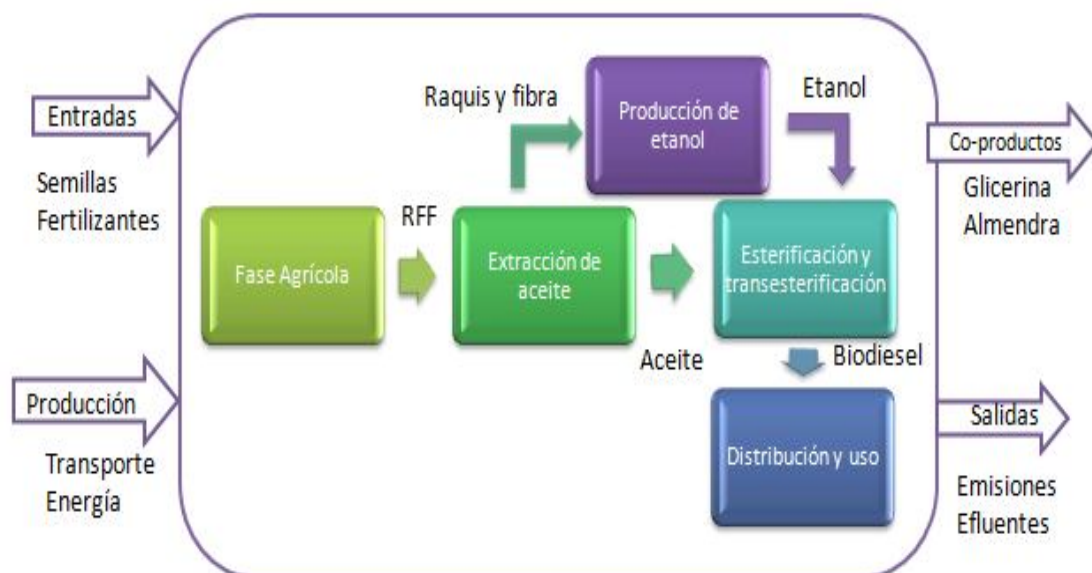 Entradas
Semillas
Fertilizantes
Producción
Transporte
Energía
Fase Agrícola
RFF
Extracción de
aceite
Raquis y fibra
Producción de
etanol
Etanol
Aceite
Esterificación y
transesterificación
Biodiesel
Distribución y uso
Co-productos
Glicerina
Almendra
Salidas
Emisiones
Efluentes